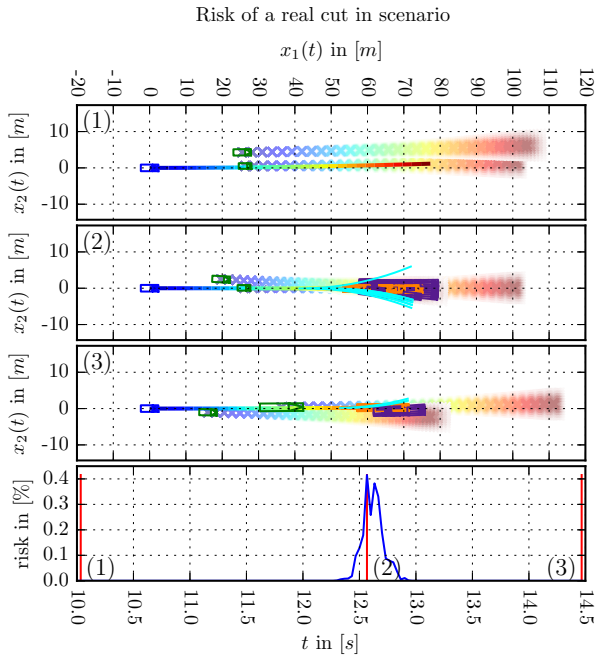 Risk of a real cut in scenario
x₁(t) in [m]
-20 -10 0 10 20 30 40 50 60 70 80 90 100 110 120
(1)
x₂(t) in [m]
10
0
-10
(2)
x₂(t) in [m]
10
0
-10
(3)
x₂(t) in [m]
10
0
-10
risk in [%]
0.4
0.3
0.2
0.1
0.0
(1) (2) (3)
10.0 10.5 11.0 11.5 12.0 12.5 13.0 13.5 14.0 14.5
t in [s]